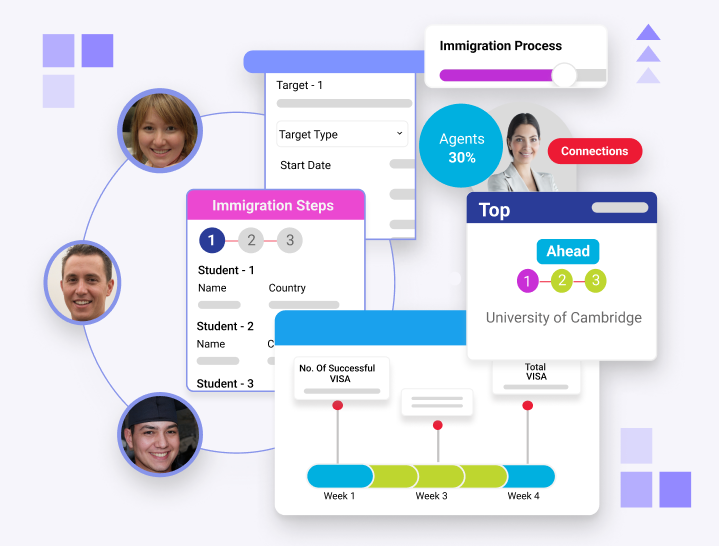 Immigration Process
Target - 1
Target Type
Start Date
Agents
30%
Connections
Immigration Steps
1 2 3
Student - 1
Name Country
Student - 2
Name C
Student - 3
Top
Ahead
1 2 3
University of Cambridge
No. Of Successful
VISA
Total
VISA
Week 1 Week 3 Week 4